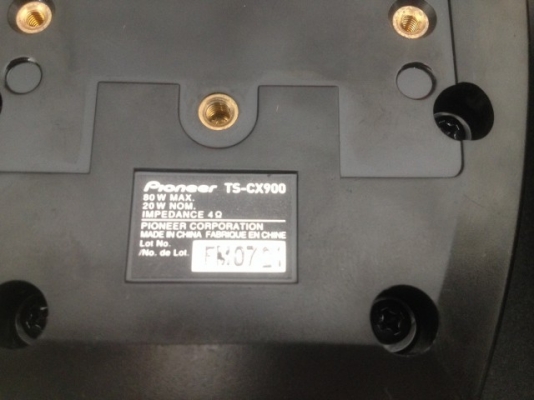 Pioneer TS-CX900
80 W MAX.
20 W NOM.
IMPEDANCE 4 Ω
PIONEER CORPORATION
MADE IN CHINA FABRIQUE EN CHINE
Lot No.
/No. de Lot.